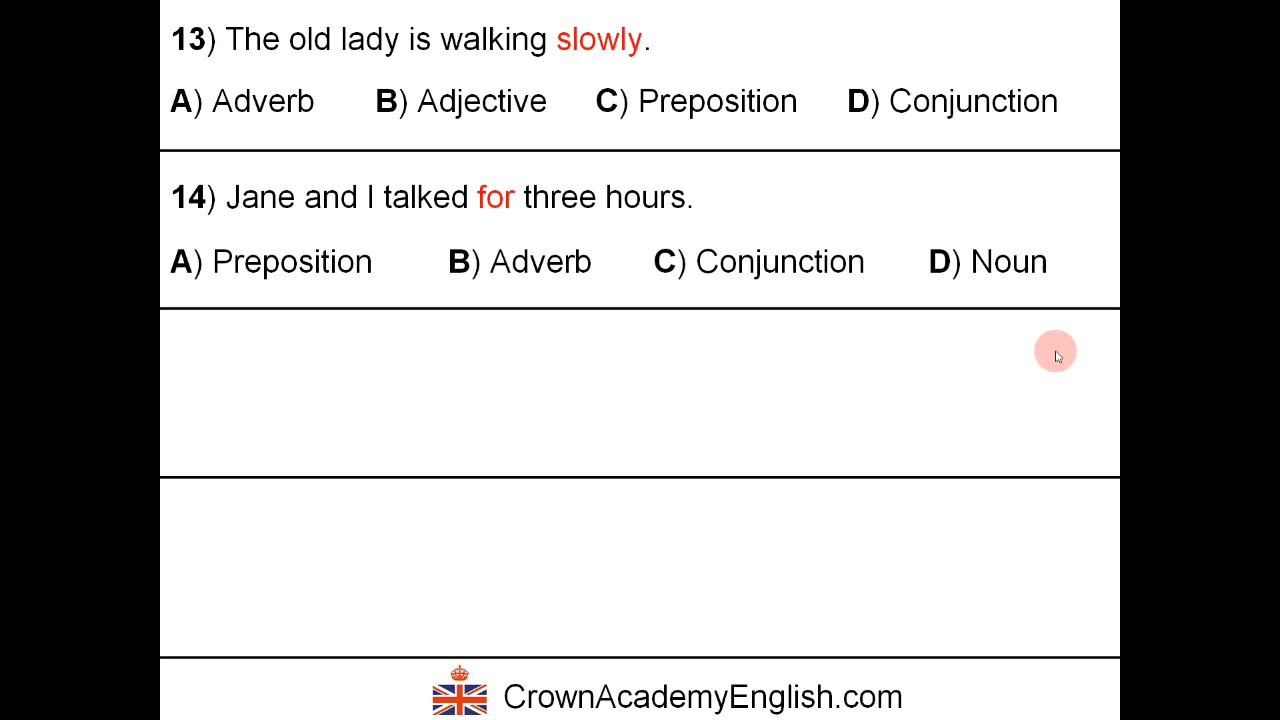 13) The old lady is walking slowly.
A) Adverb B) Adjective C) Preposition D) Conjunction
14) Jane and I talked for three hours.
A) Preposition B) Adverb C) Conjunction D) Noun
CrownAcademyEnglish.com